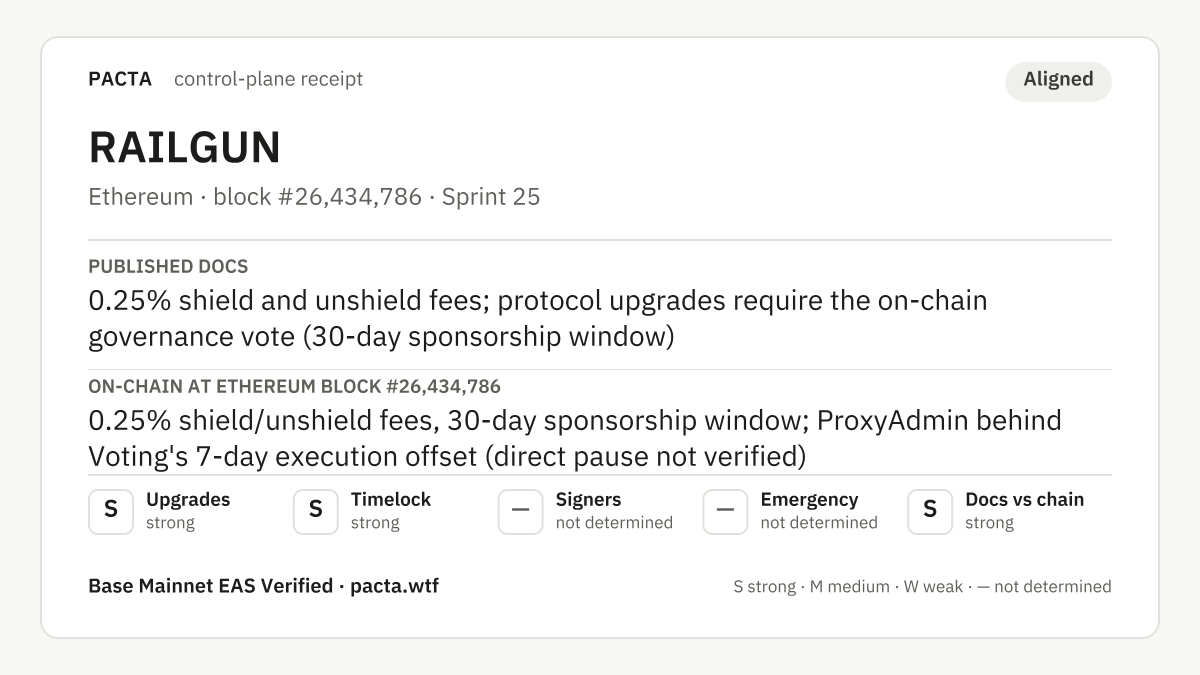 PACTA control-plane receipt
Aligned
RAILGUN
Ethereum · block #26,434,786 · Sprint 25
PUBLISHED DOCS
0.25% shield and unshield fees; protocol upgrades require the on-chain
governance vote (30-day sponsorship window)
ON-CHAIN AT ETHEREUM BLOCK #26,434,786
0.25% shield/unshield fees, 30-day sponsorship window; ProxyAdmin behind
Voting's 7-day execution offset (direct pause not verified)
S Upgrades
strong
S Timelock
strong
— Signers
not determined
— Emergency
not determined
S Docs vs chain
strong
Base Mainnet EAS Verified · pacta.wtf
S strong · M medium · W weak · — not determined